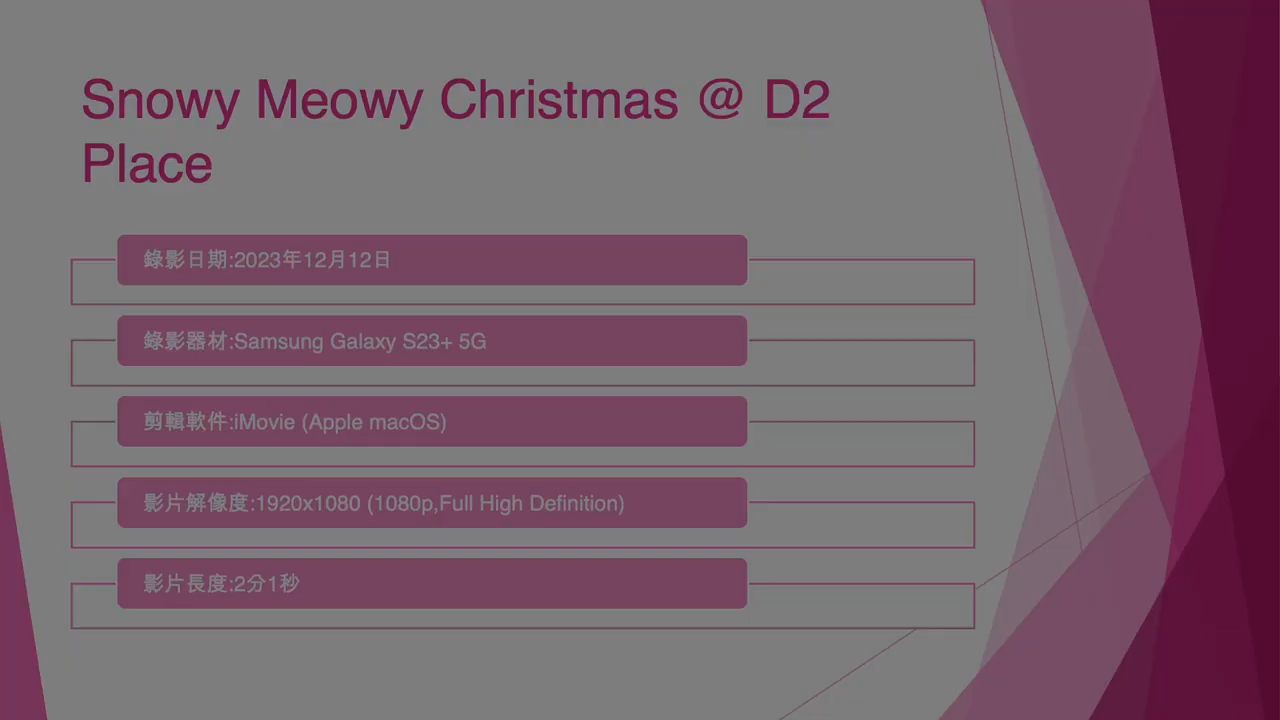 Snowy Meowy Christmas @ D2
Place
錄影日期:2023年12月12日
錄影器材:Samsung Galaxy S23+ 5G
剪輯軟件:iMovie (Apple macOS)
影片解像度:1920x1080 (1080p,Full High Definition)
影片長度:2分1秒